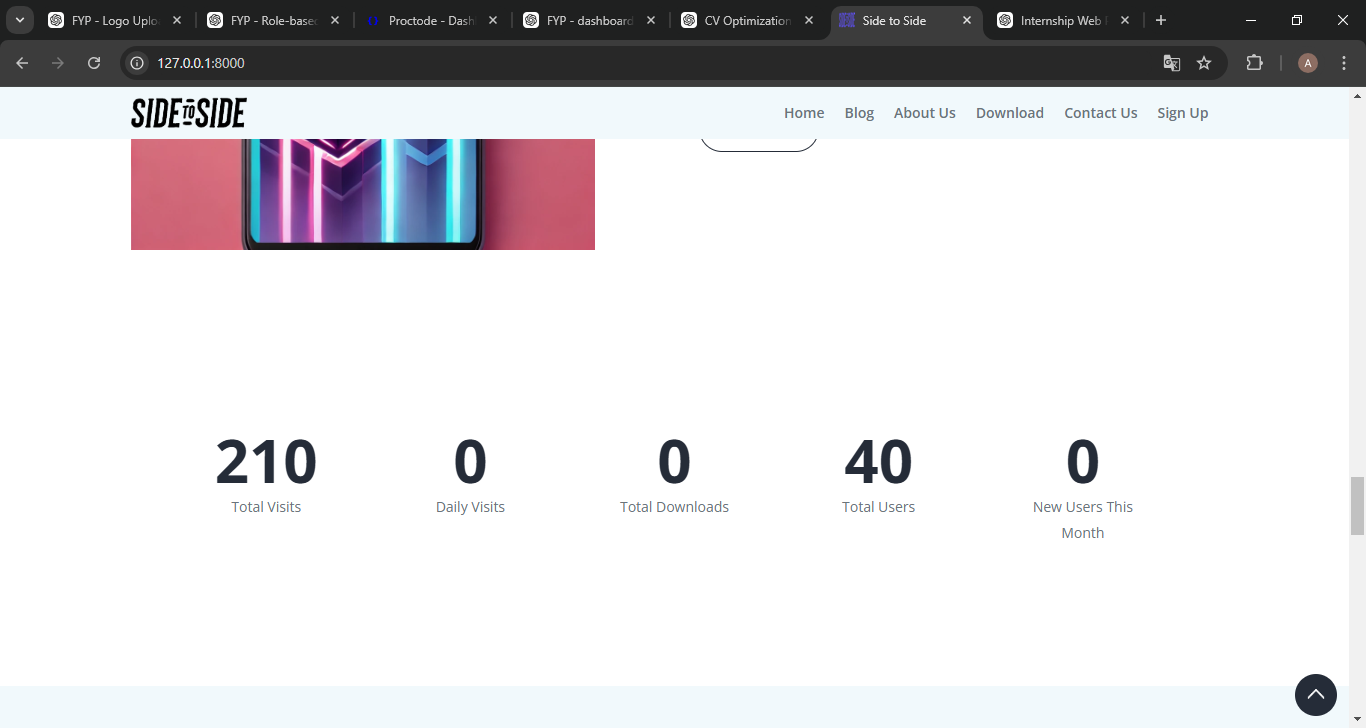 FYP - Logo Uplo
FYP - Role-base
Proctode - Dash
FYP - dashboard
CV Optimization
Side to Side
Internship Web
127.0.0.1:8000
A
SIDE TO SIDE
Home
Blog
About Us
Download
Contact Us
Sign Up
210
0
0
40
0
Total Visits
Daily Visits
Total Downloads
Total Users
New Users This
Month